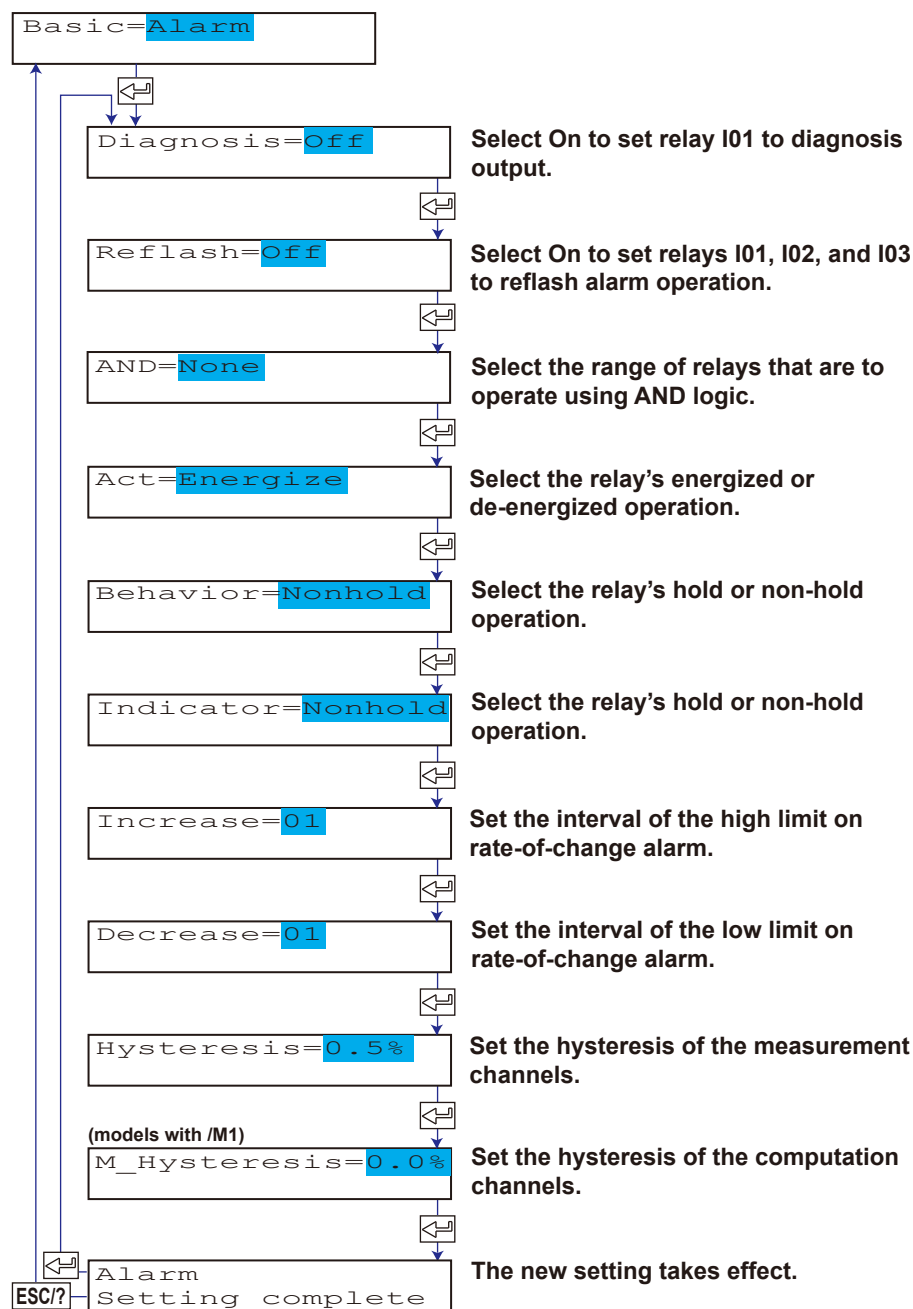 Basic=Alarm
Diagnosis=Off
Select On to set relay I01 to diagnosis
output.
Reflash=Off
Select On to set relays I01, I02, and I03
to reflash alarm operation.
AND=None
Select the range of relays that are to
operate using AND logic.
Act=Energize
Select the relay's energized or
de-energized operation.
Behavior=Nonhold
Select the relay's hold or non-hold
operation.
Indicator=Nonhold
Select the relay's hold or non-hold
operation.
Increase=01
Set the interval of the high limit on
rate-of-change alarm.
Decrease=01
Set the interval of the low limit on
rate-of-change alarm.
Hysteresis=0.5%
Set the hysteresis of the measurement
channels.
(models with /M1)
M_Hysteresis=0.0%
Set the hysteresis of the computation
channels.
Alarm
Setting complete
The new setting takes effect.
ESC/?